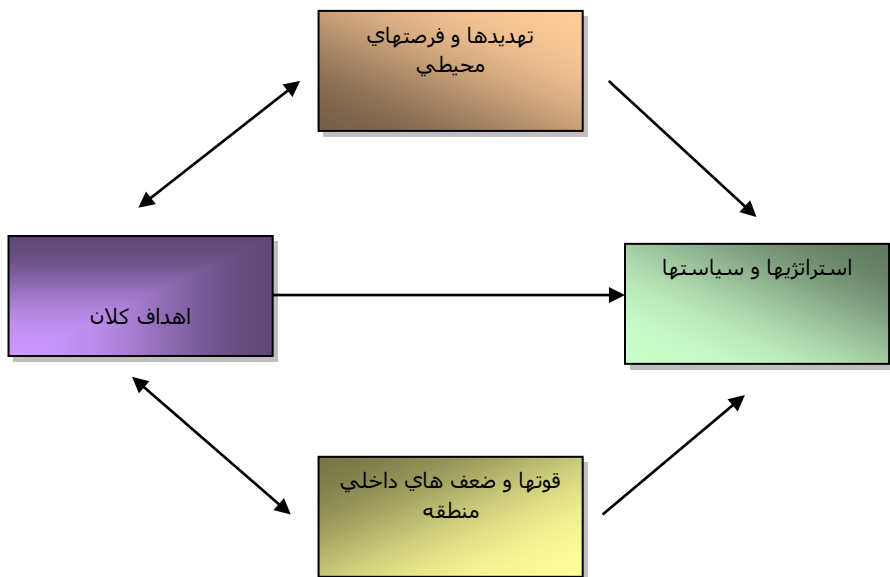 تهديدها و فرصتهاي
محيطي
استراتژيها و سياستها
اهداف كلان
قوتها و ضعف هاي داخلي
منطقه